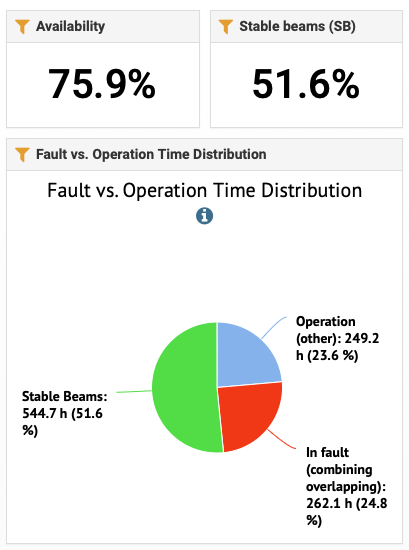 Availability
Stable beams (SB)
75.9%
51.6%
Fault vs. Operation Time Distribution
Fault vs. Operation Time Distribution
i
Operation
(other): 249.2
h (23.6 %)
Stable Beams:
544.7 h (51.6
%)
In fault
(combining
overlapping):
262.1 h (24.8
%)